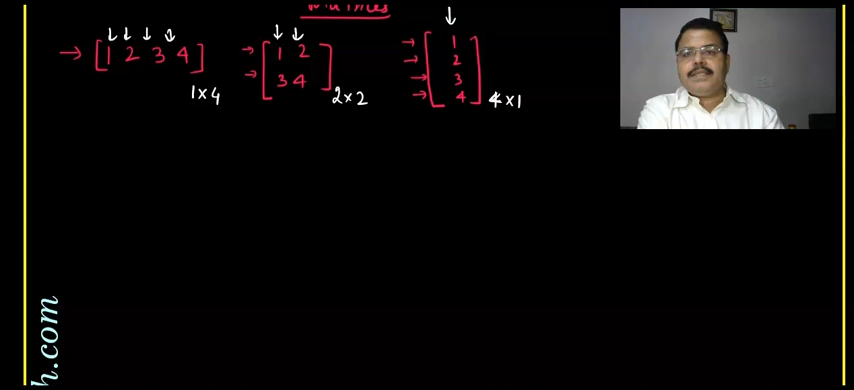 → [1 2 3 4] 1×4
→ [1 2
→ 3 4] 2×2
→ [1
→ 2
→ 3
→ 4] 4×1
h.com